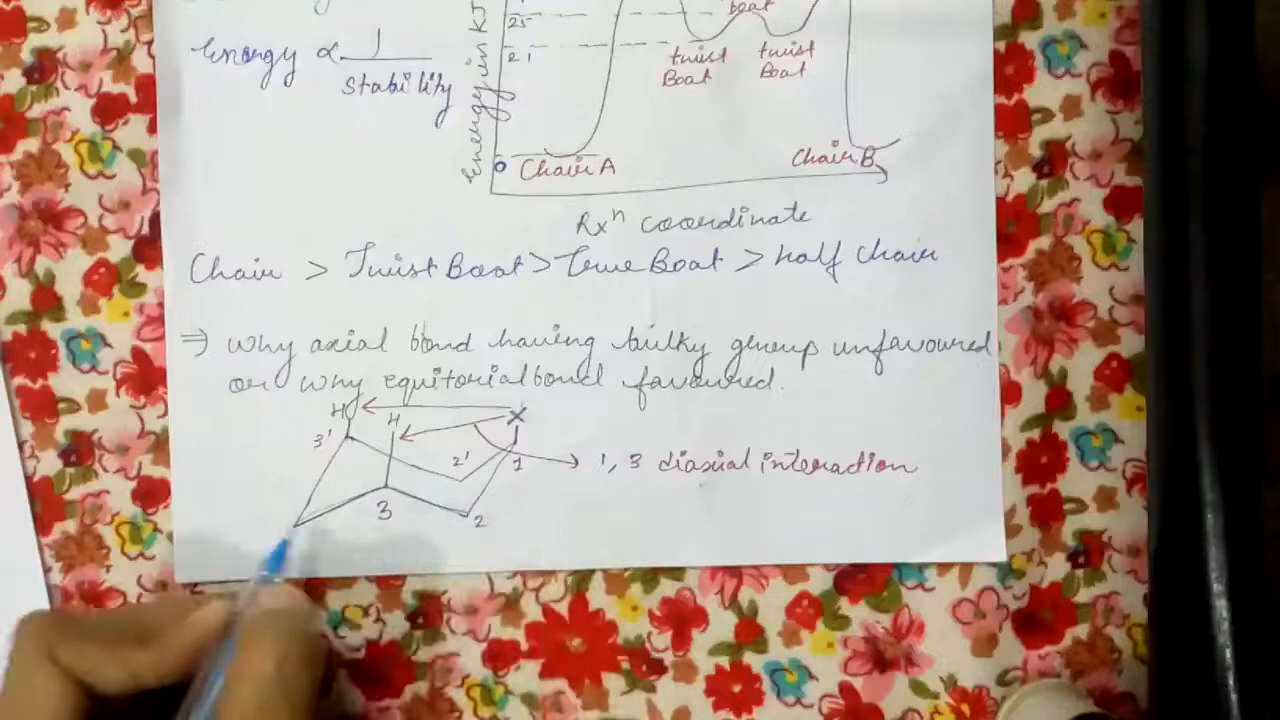 boat
25
Energy ∝ 1
21
twist
Boat
twist
Boat
stability
Energy in KJ
0
Chair A
Chair B
Rxⁿ coordinate
Chair > Twist Boat > True Boat > half chair
⇒ why axial bond having bulky group unfavoured
or why equitorial bond favoured.
H
H
X
3'
2'
1
1, 3 diaxial interaction
3
2